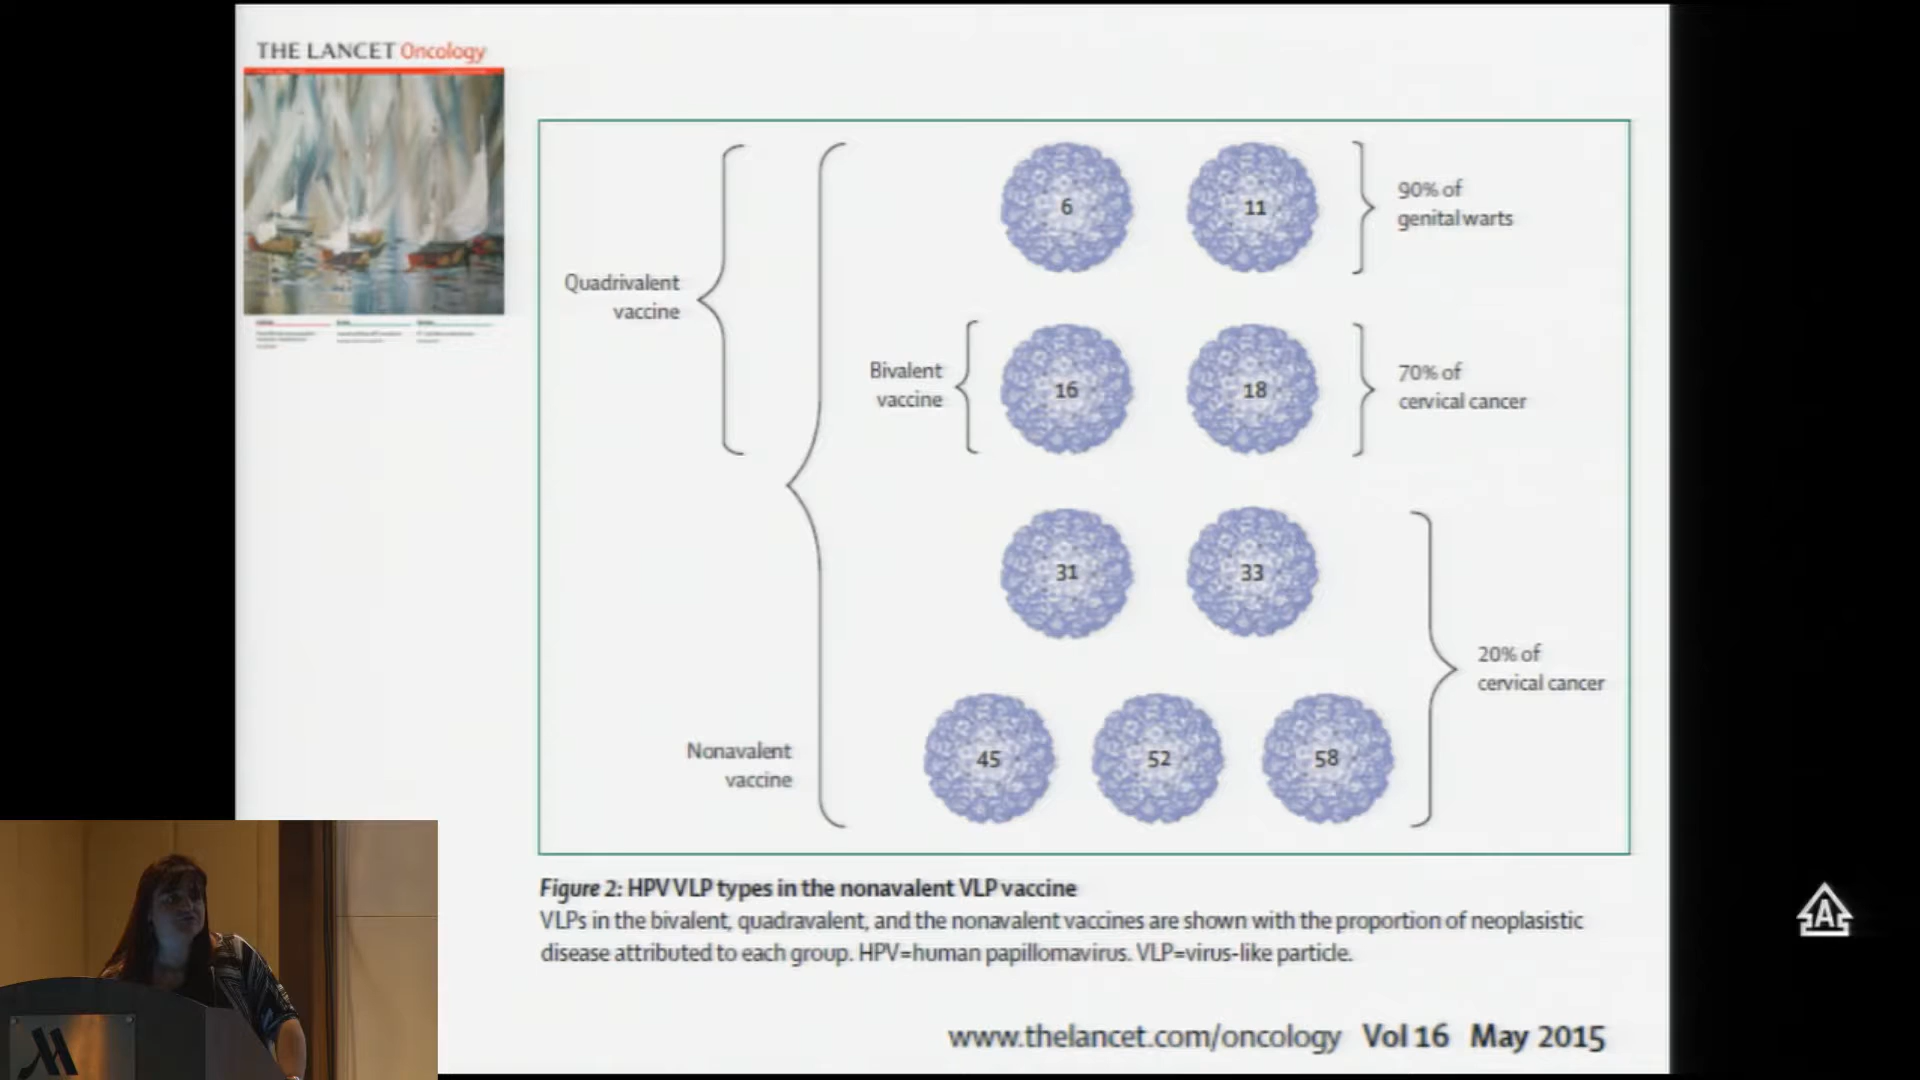 THE LANCET Oncology
6
11
90% of
genital warts
Quadrivalent
vaccine
Bivalent
vaccine
16
18
70% of
cervical cancer
31
33
20% of
cervical cancer
Nonavalent
vaccine
45
52
58
Figure 2: HPV VLP types in the nonavalent VLP vaccine
VLPs in the bivalent, quadravalent, and the nonavalent vaccines are shown with the proportion of neoplasistic
disease attributed to each group. HPV=human papillomavirus. VLP=virus-like particle.
www.thelancet.com/oncology Vol 16 May 2015
A